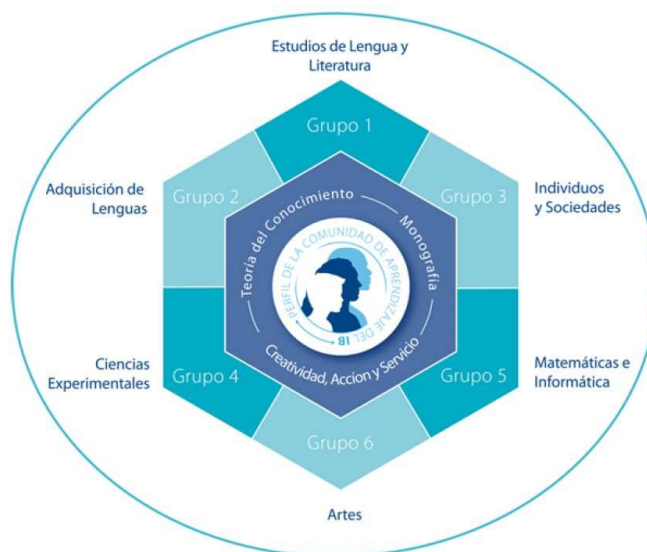 Estudios de Lengua y
Literatura
Grupo 1
Adquisición de
Lenguas
Grupo 2
Grupo 3
Individuos
y Sociedades
Teoría del Conocimiento
Monografía
PERFIL DE LA COMUNIDAD DE APRENDIZAJE DEL IB
Creatividad, Accion y Servicio
Ciencias
Experimentales
Grupo 4
Grupo 5
Matemáticas e
Informática
Grupo 6
Artes